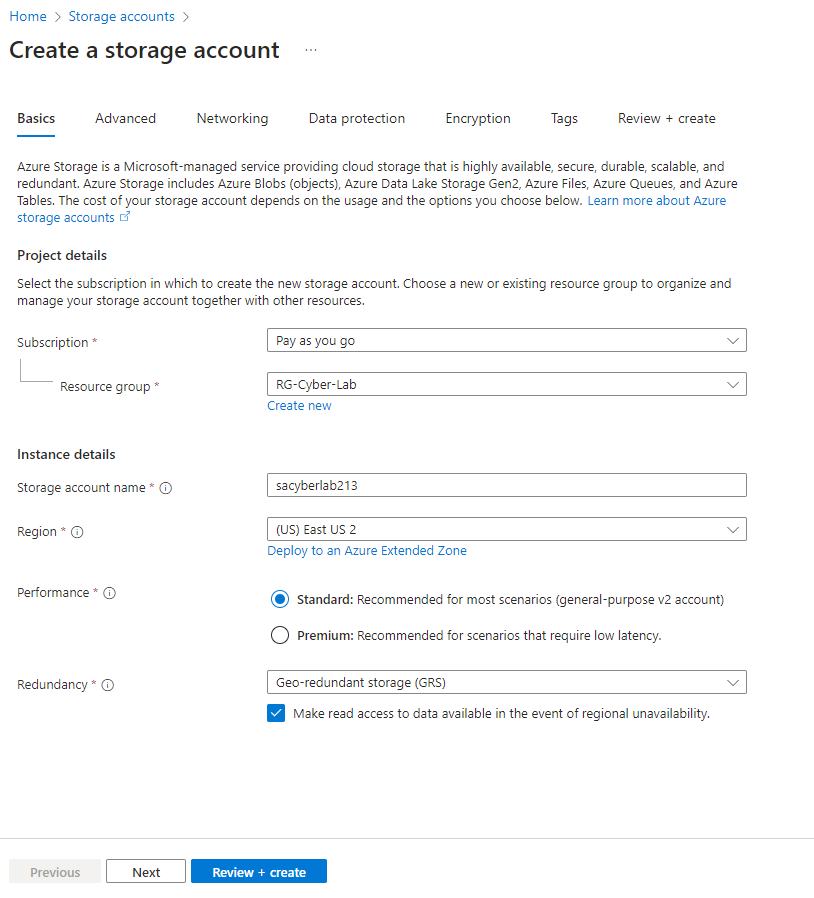 Home > Storage accounts >
Create a storage account ...
Basics Advanced Networking Data protection Encryption Tags Review + create
Azure Storage is a Microsoft-managed service providing cloud storage that is highly available, secure, durable, scalable, and
redundant. Azure Storage includes Azure Blobs (objects), Azure Data Lake Storage Gen2, Azure Files, Azure Queues, and Azure
Tables. The cost of your storage account depends on the usage and the options you choose below. Learn more about Azure
storage accounts
Project details
Select the subscription in which to create the new storage account. Choose a new or existing resource group to organize and
manage your storage account together with other resources.
Subscription * Pay as you go
Resource group * RG-Cyber-Lab
Create new
Instance details
Storage account name * sacyberlab213
Region * (US) East US 2
Deploy to an Azure Extended Zone
Performance * Standard: Recommended for most scenarios (general-purpose v2 account)
Premium: Recommended for scenarios that require low latency.
Redundancy * Geo-redundant storage (GRS)
Make read access to data available in the event of regional unavailability.
Previous Next Review + create